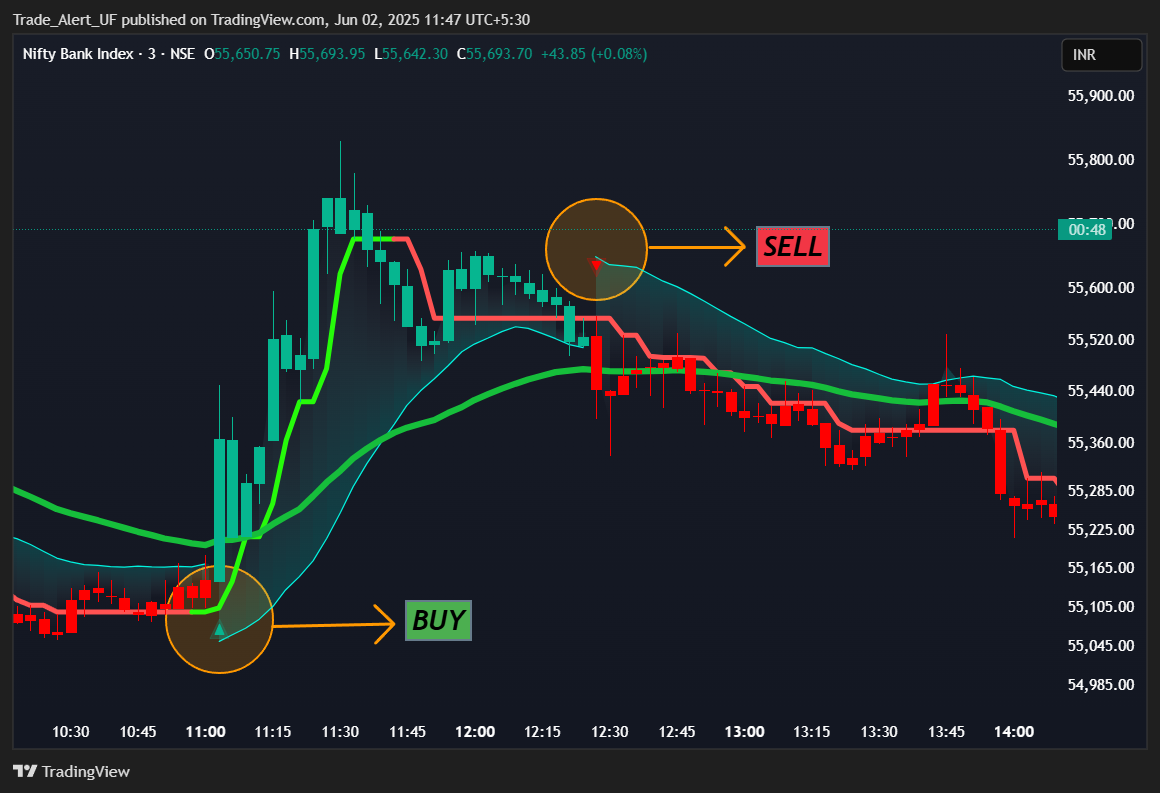 Trade_Alert_UF published on TradingView.com, Jun 02, 2025 11:47 UTC+5:30
Nifty Bank Index · 3 · NSE O55,650.75 H55,693.95 L55,642.30 C55,693.70 +43.85 (+0.08%)
INR
55,900.00
55,800.00
00:48
55,600.00
55,520.00
55,440.00
55,360.00
55,285.00
55,225.00
55,165.00
55,105.00
55,045.00
54,985.00
SELL
BUY
10:30 10:45 11:00 11:15 11:30 11:45 12:00 12:15 12:30 12:45 13:00 13:15 13:30 13:45 14:00
TradingView